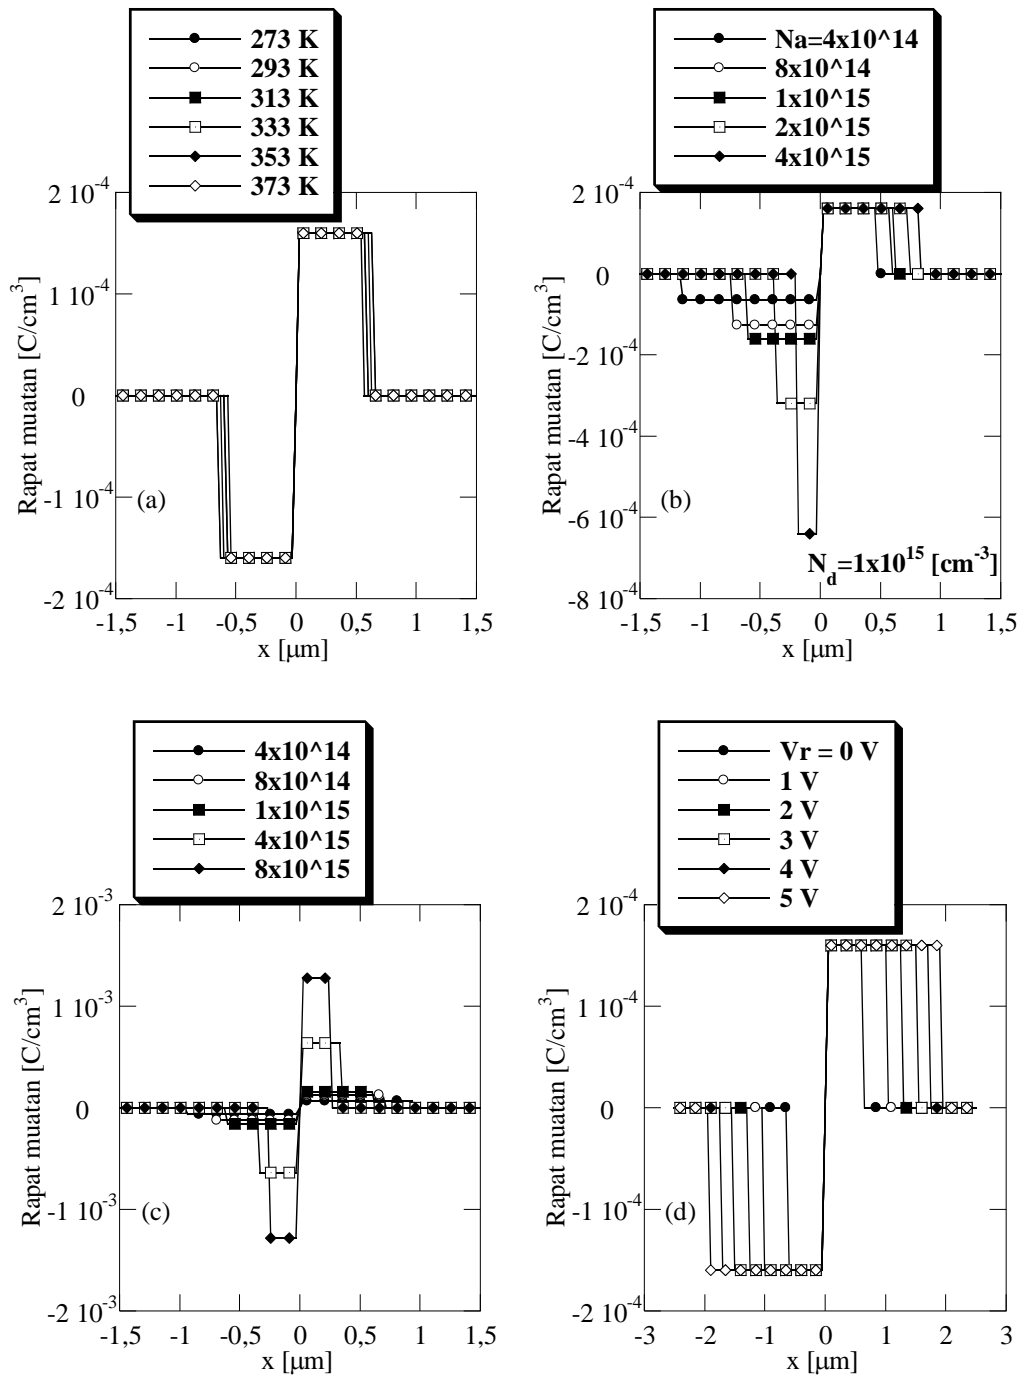 273 K
293 K
313 K
333 K
353 K
373 K
2 10^-4
1 10^-4
0
-1 10^-4
-2 10^-4
Rapat muatan [C/cm^3]
(a)
-1,5 -1 -0,5 0 0,5 1 1,5
x [μm]
Na=4x10^14
8x10^14
1x10^15
2x10^15
4x10^15
2 10^-4
0
-2 10^-4
-4 10^-4
-6 10^-4
-8 10^-4
Rapat muatan [C/cm^3]
(b)
N_d=1x10^15 [cm^-3]
-1,5 -1 -0,5 0 0,5 1 1,5
x [μm]
4x10^14
8x10^14
1x10^15
4x10^15
8x10^15
2 10^-3
1 10^-3
0
-1 10^-3
-2 10^-3
Rapat muatan [C/cm^3]
(c)
-1,5 -1 -0,5 0 0,5 1 1,5
x [μm]
Vr = 0 V
1 V
2 V
3 V
4 V
5 V
2 10^-4
1 10^-4
0
-1 10^-4
-2 10^-4
Rapat muatan [C/cm^3]
(d)
-3 -2 -1 0 1 2 3
x [μm]